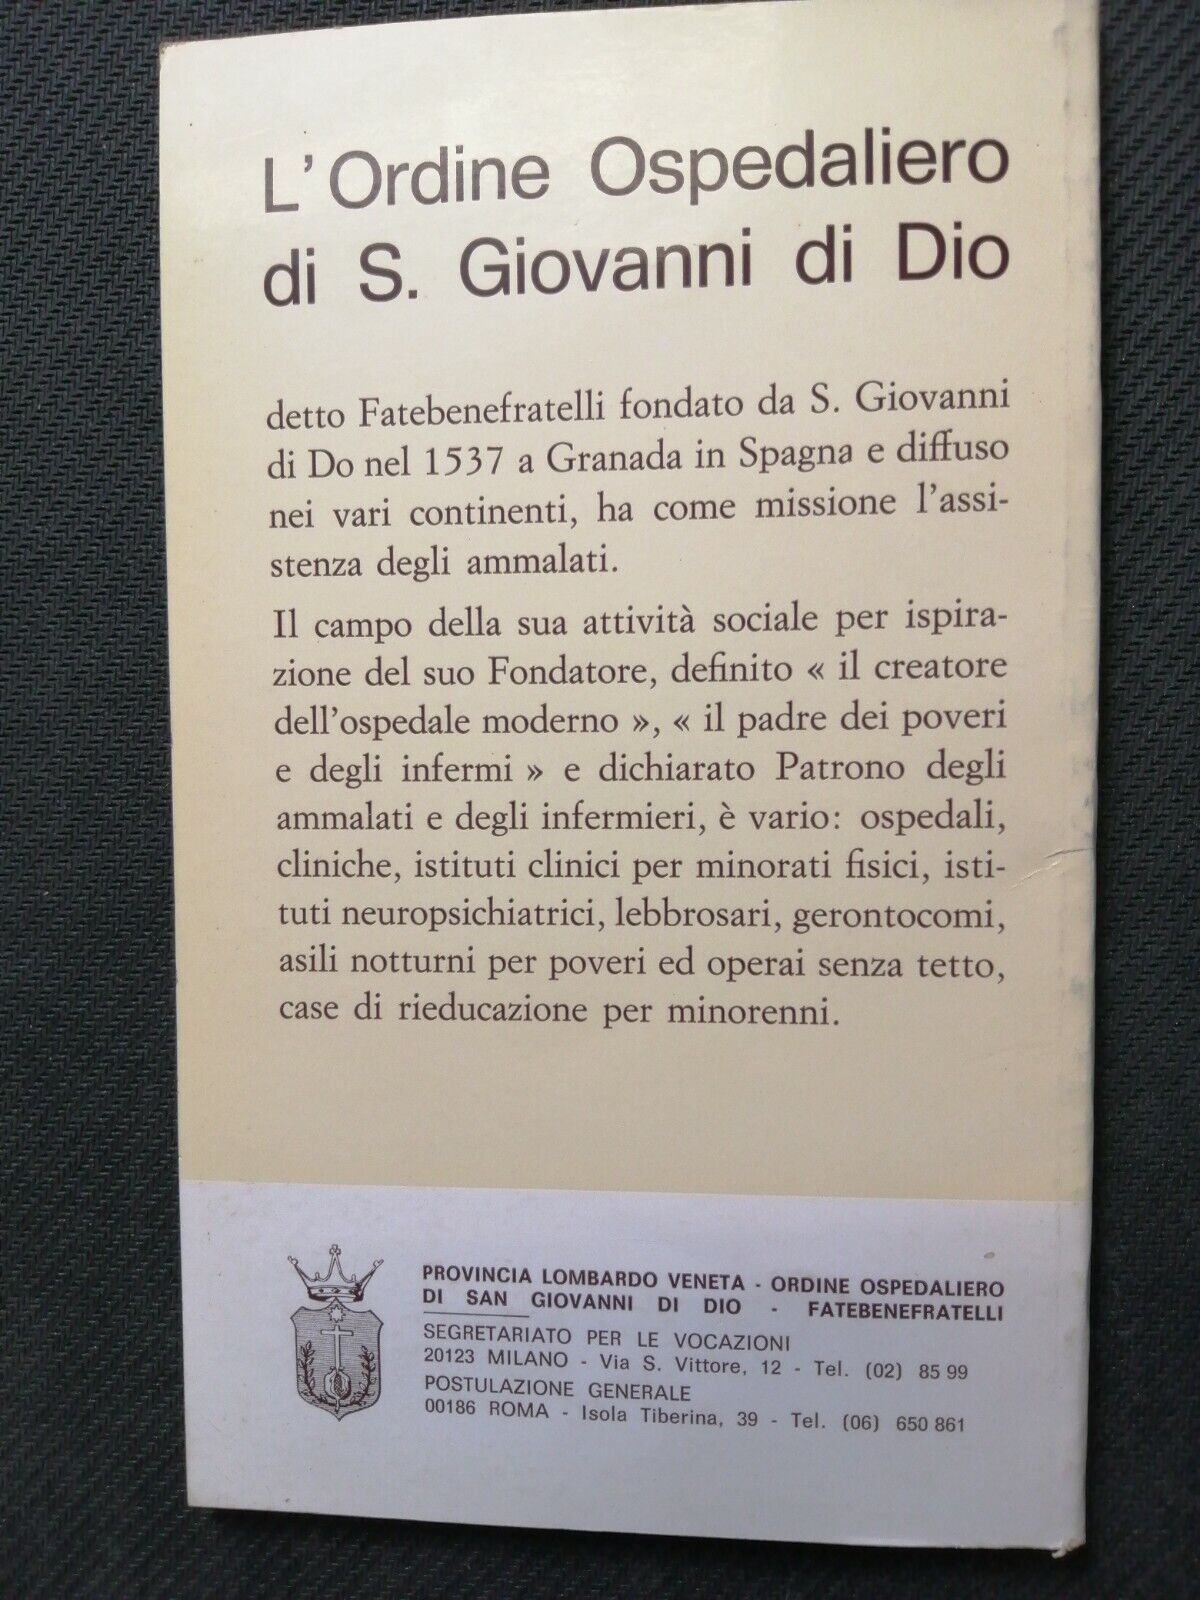 L'Ordine Ospedaliero
di S. Giovanni di Dio
detto Fatebenefratelli fondato da S. Giovanni
di Do nel 1537 a Granada in Spagna e diffuso
nei vari continenti, ha come missione l'assi-
stenza degli ammalati.
Il campo della sua attività sociale per ispira-
zione del suo Fondatore, definito « il creatore
dell'ospedale moderno », « il padre dei poveri
e degli infermi » e dichiarato Patrono degli
ammalati e degli infermieri, è vario: ospedali,
cliniche, istituti clinici per minorati fisici, isti-
tuti neuropsichiatrici, lebbrosari, gerontocomi,
asili notturni per poveri ed operai senza tetto,
case di rieducazione per minorenni.
PROVINCIA LOMBARDO VENETA - ORDINE OSPEDALIERO
DI SAN GIOVANNI DI DIO - FATEBENEFRATELLI
SEGRETARIATO PER LE VOCAZIONI
20123 MILANO - Via S. Vittore, 12 - Tel. (02) 85 99
POSTULAZIONE GENERALE
00186 ROMA - Isola Tiberina, 39 - Tel. (06) 650 861